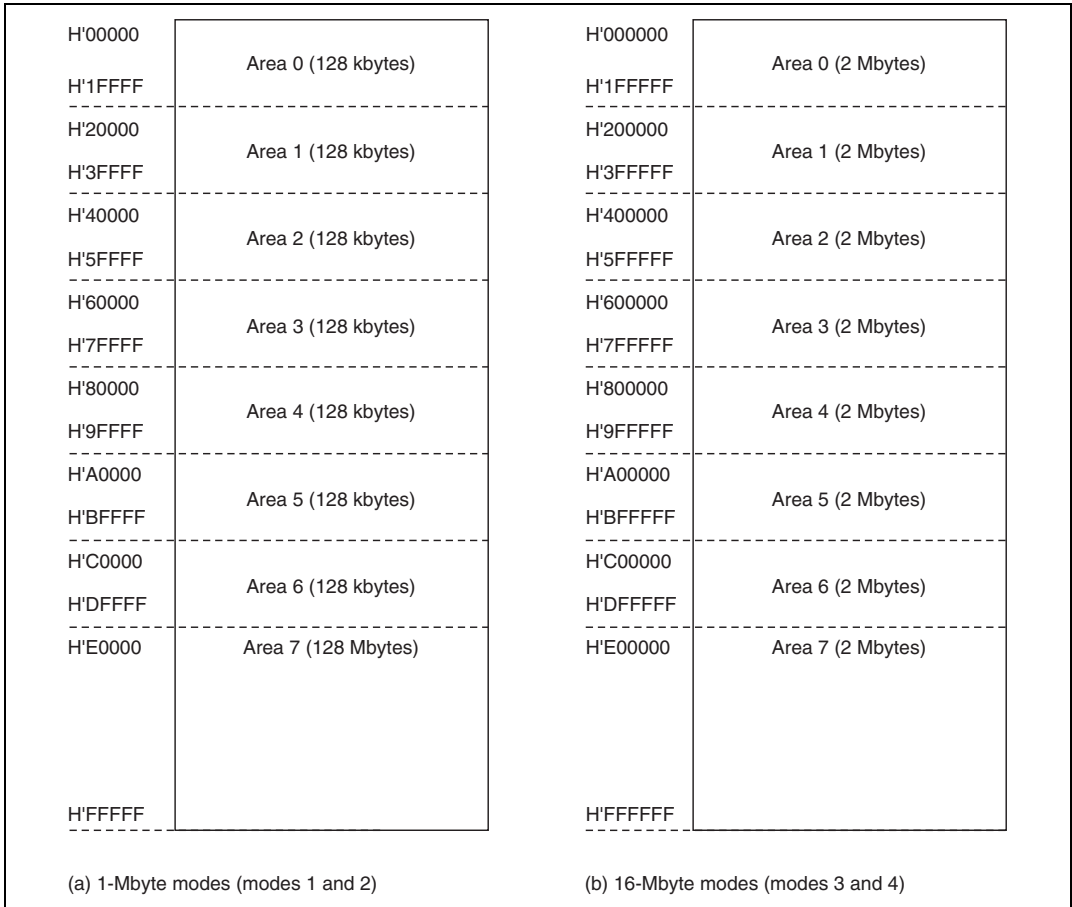 H'00000
Area 0 (128 kbytes)
H'1FFFF
H'20000
Area 1 (128 kbytes)
H'3FFFF
H'40000
Area 2 (128 kbytes)
H'5FFFF
H'60000
Area 3 (128 kbytes)
H'7FFFF
H'80000
Area 4 (128 kbytes)
H'9FFFF
H'A0000
Area 5 (128 kbytes)
H'BFFFF
H'C0000
Area 6 (128 kbytes)
H'DFFFF
H'E0000
Area 7 (128 Mbytes)
H'FFFFF
(a) 1-Mbyte modes (modes 1 and 2)
H'000000
Area 0 (2 Mbytes)
H'1FFFFF
H'200000
Area 1 (2 Mbytes)
H'3FFFFF
H'400000
Area 2 (2 Mbytes)
H'5FFFFF
H'600000
Area 3 (2 Mbytes)
H'7FFFFF
H'800000
Area 4 (2 Mbytes)
H'9FFFFF
H'A00000
Area 5 (2 Mbytes)
H'BFFFFF
H'C00000
Area 6 (2 Mbytes)
H'DFFFFF
H'E00000
Area 7 (2 Mbytes)
H'FFFFFF
(b) 16-Mbyte modes (modes 3 and 4)